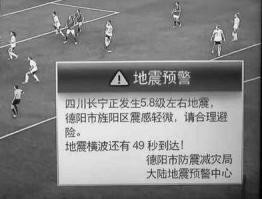 地震预警
四川长宁正发生5.8级左右地震，
德阳市旌阳区震感轻微，请合理避
险。
地震横波还有 49 秒到达！
德阳市防震减灾局
大陆地震预警中心